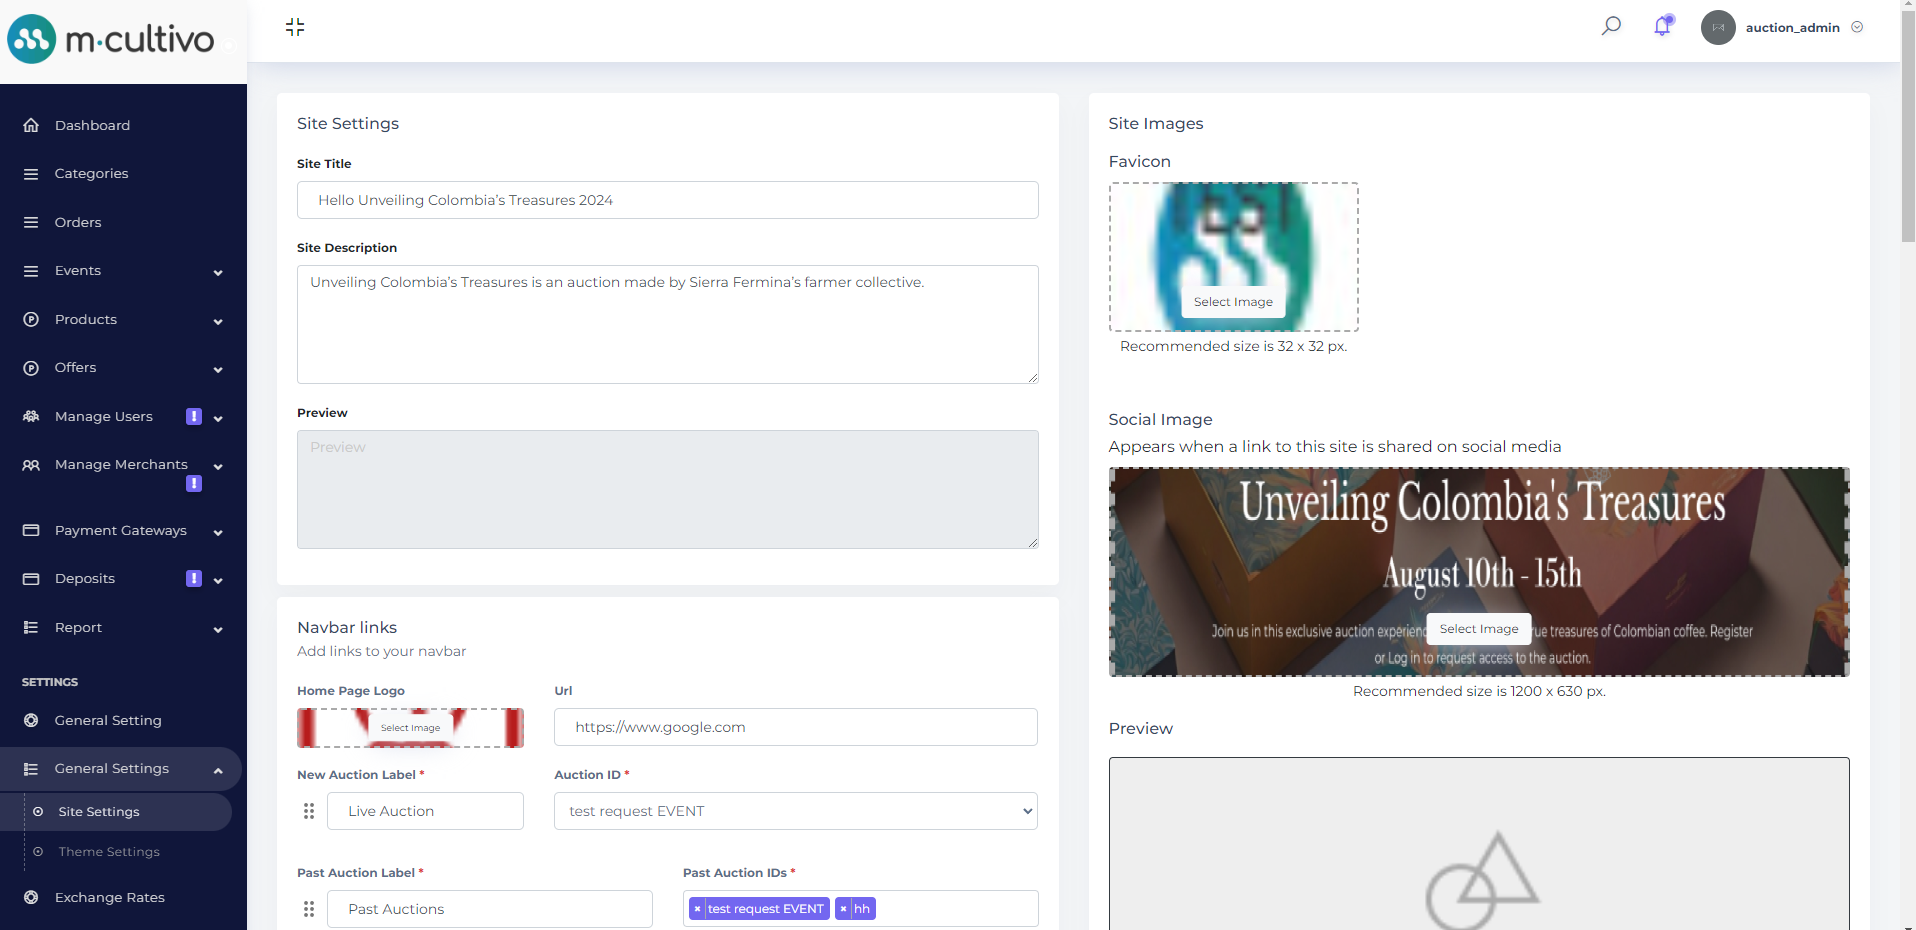 m·cultivo
auction_admin
Dashboard
Categories
Orders
Events
Products
Offers
Manage Users
!
Manage Merchants
!
Payment Gateways
Deposits
!
Report
SETTINGS
General Setting
General Settings
Site Settings
Theme Settings
Exchange Rates
Site Settings
Site Title
Hello Unveiling Colombia’s Treasures 2024
Site Description
Unveiling Colombia’s Treasures is an auction made by Sierra Fermina’s farmer collective.
Preview
Preview
Navbar links
Add links to your navbar
Home Page Logo
Select Image
Url
https://www.google.com
New Auction Label *
Live Auction
Auction ID *
test request EVENT
Past Auction Label *
Past Auctions
Past Auction IDs *
× test request EVENT × hh
Site Images
Favicon
Select Image
Recommended size is 32 x 32 px.
Social Image
Appears when a link to this site is shared on social media
Unveiling Colombia's Treasures
August 10th - 15th
Select Image
Join us in this exclusive auction rue treasures of Colombian coffee. Register
or Log in to request access to the auction.
Recommended size is 1200 x 630 px.
Preview